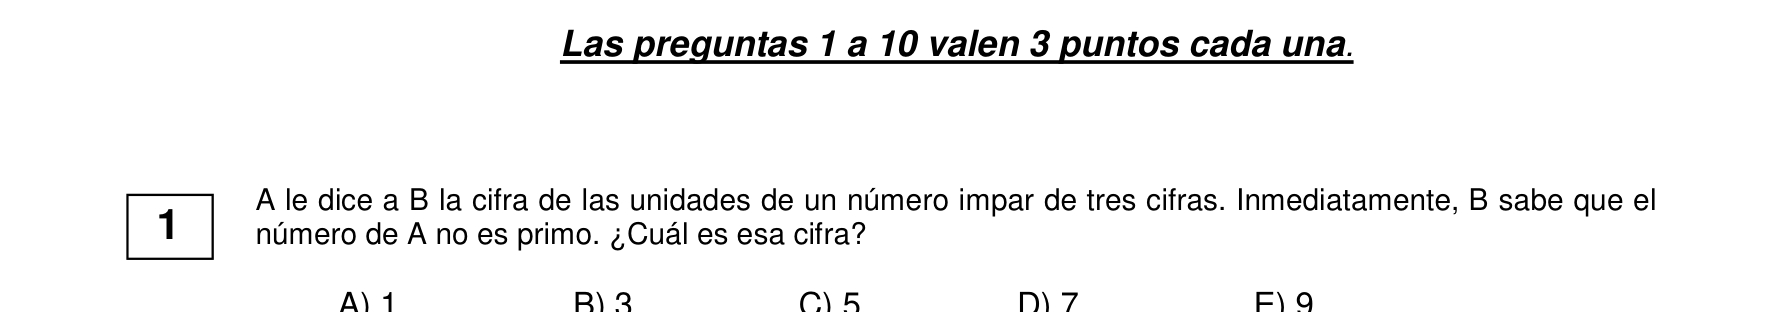 Las preguntas 1 a 10 valen 3 puntos cada una.
1
A le dice a B la cifra de las unidades de un número impar de tres cifras. Inmediatamente, B sabe que el
número de A no es primo. ¿Cuál es esa cifra?
A) 1 B) 3 C) 5 D) 7 E) 9